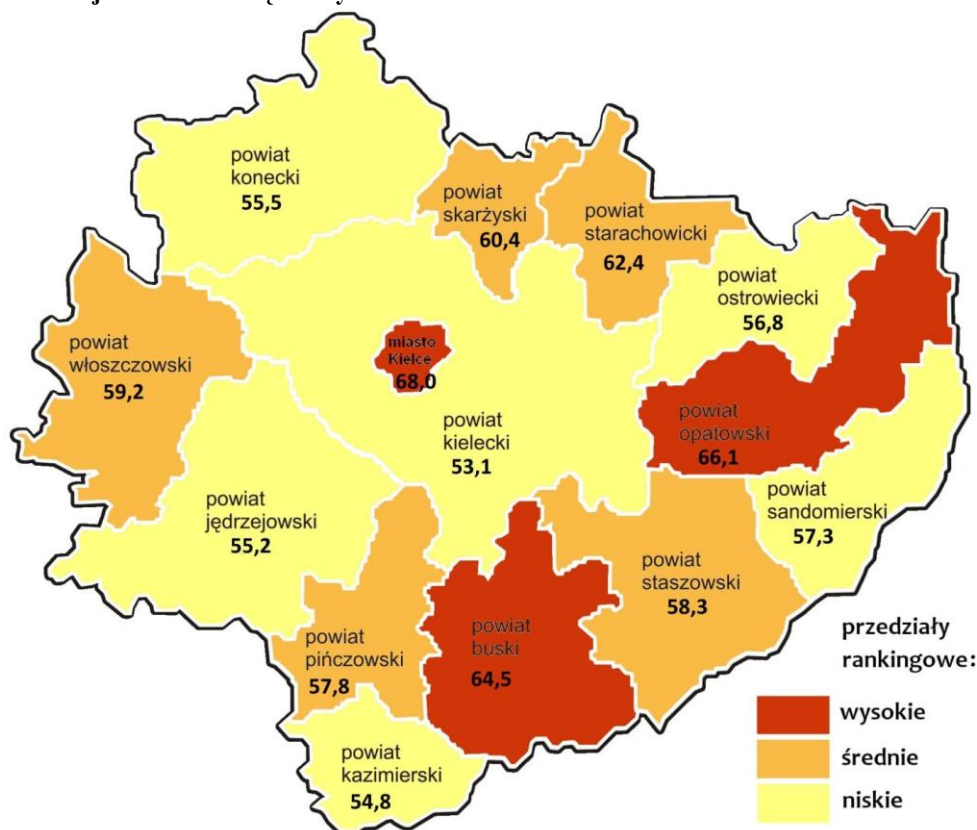 powiat
konecki
55,5
powiat
skarżyski
60,4
powiat
starachowicki
62,4
powiat
ostrowiecki
56,8
powiat
włoszczowski
59,2
miasto
Kielce
68,0
powiat
kielecki
53,1
powiat
opatowski
66,1
powiat
jędrzejowski
55,2
powiat
sandomierski
57,3
powiat
staszowski
58,3
powiat
pińczowski
57,8
powiat
buski
64,5
powiat
kazimierski
54,8
przedziały
rankingowe:
wysokie
średnie
niskie